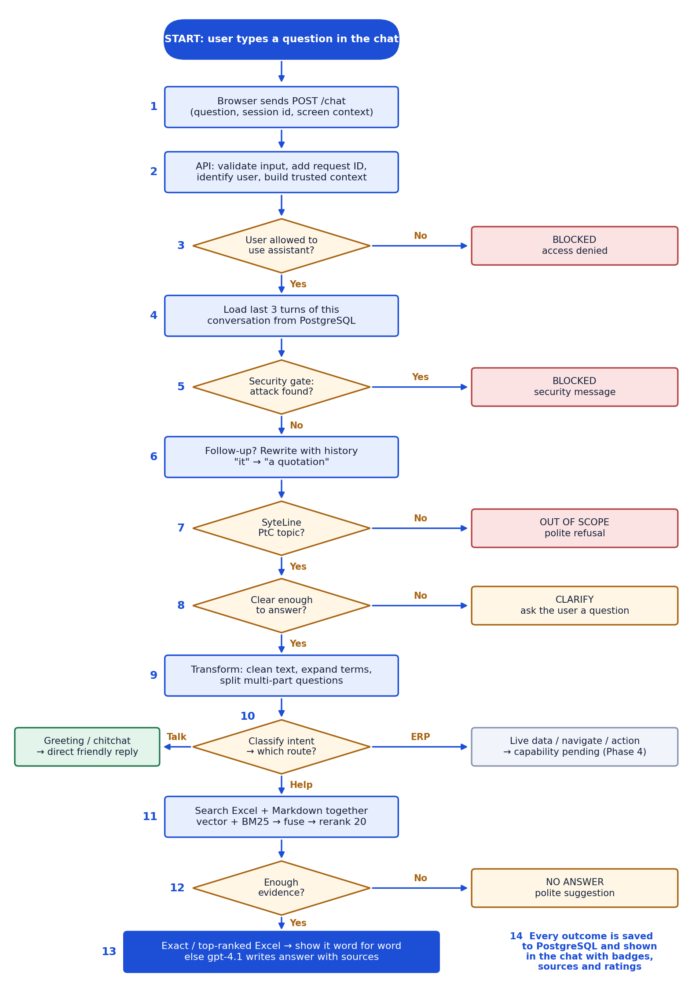 START: user types a question in the chat
1
Browser sends POST /chat
(question, session id, screen context)
2
API: validate input, add request ID,
identify user, build trusted context
3
User allowed to
use assistant?
No
BLOCKED
access denied
Yes
4
Load last 3 turns of this
conversation from PostgreSQL
5
Security gate:
attack found?
Yes
BLOCKED
security message
No
6
Follow-up? Rewrite with history
"it" → "a quotation"
7
SyteLine
PtC topic?
No
OUT OF SCOPE
polite refusal
Yes
8
Clear enough
to answer?
No
CLARIFY
ask the user a question
Yes
9
Transform: clean text, expand terms,
split multi-part questions
10
Greeting / chitchat
→ direct friendly reply
Talk
Classify intent
→ which route?
ERP
Live data / navigate / action
→ capability pending (Phase 4)
Help
11
Search Excel + Markdown together
vector + BM25 → fuse → rerank 20
12
Enough
evidence?
No
NO ANSWER
polite suggestion
Yes
13
Exact / top-ranked Excel → show it word for word
else gpt-4.1 writes answer with sources
14 Every outcome is saved
to PostgreSQL and shown
in the chat with badges,
sources and ratings